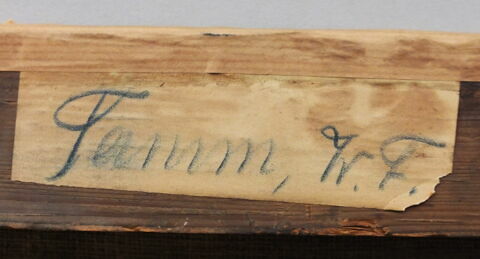 Tamm, W. F.